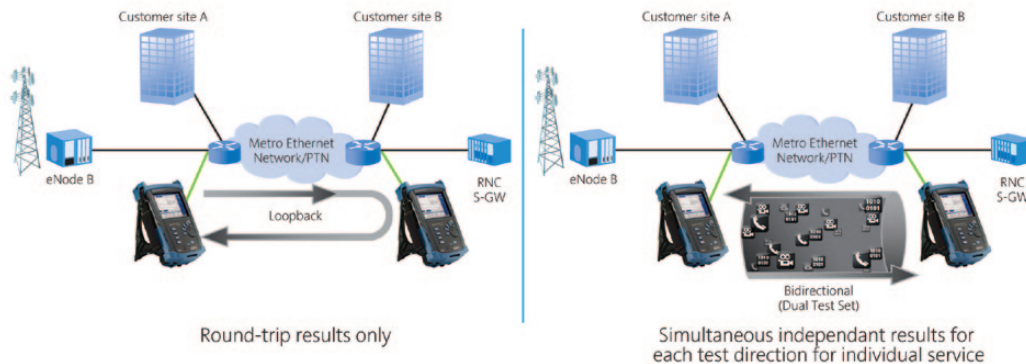 Customer site A
Customer site B
Metro Ethernet
Network/PTN
eNode B
RNC
S-GW
Loopback
Round-trip results only
Customer site A
Customer site B
Metro Ethernet
Network/PTN
eNode B
RNC
S-GW
1010
0101
Bidirectional
(Dual Test Set)
Simultaneous independant results for
each test direction for individual service